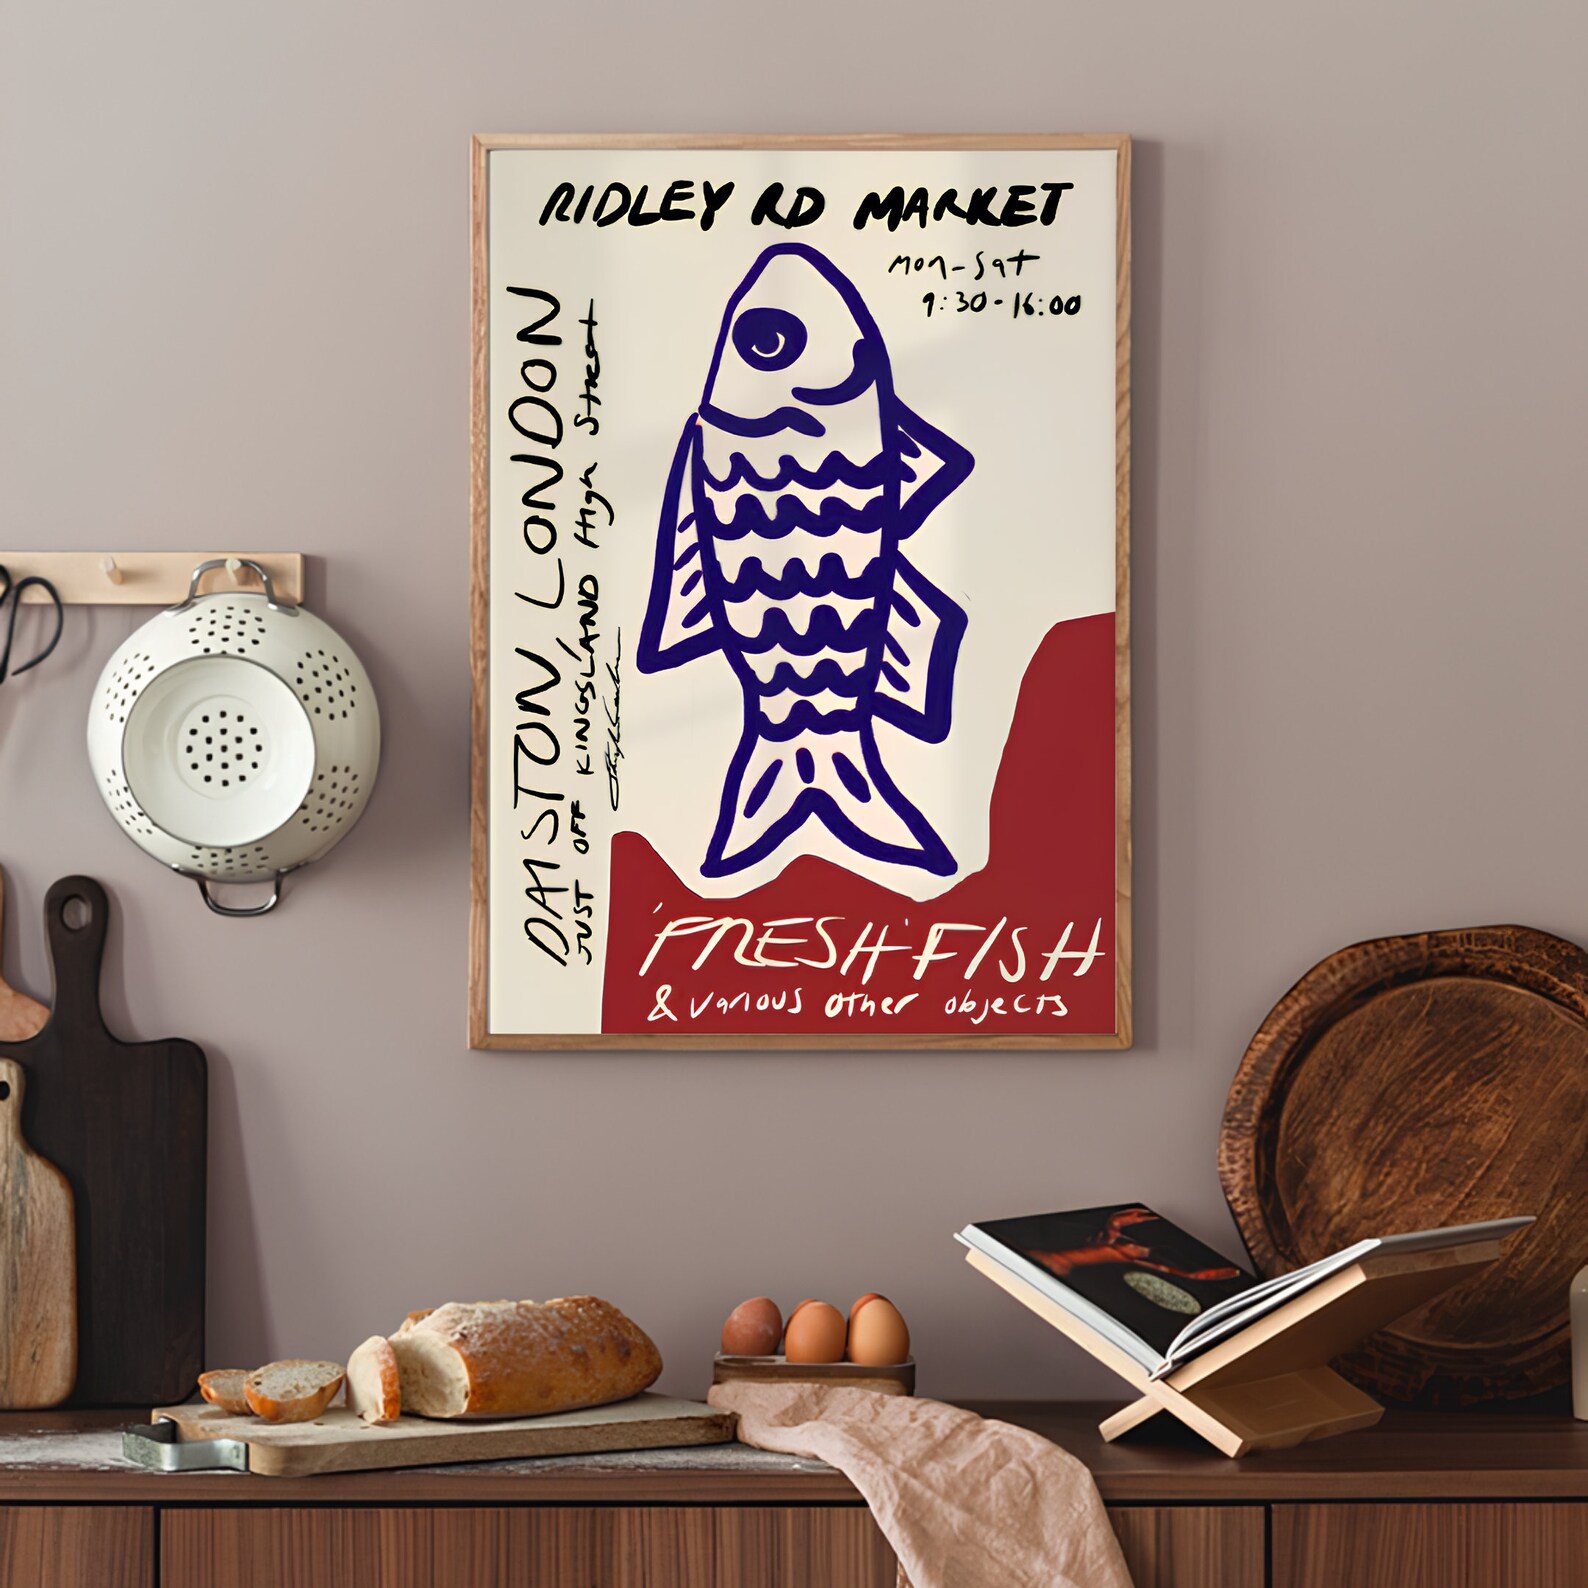 RIDLEY RD MARKET
Mon-Sat
9:30-16:00
DALSTON, LONDON
JUST OFF KINGSLAND High Street
'FRESH' FISH
& various other objects